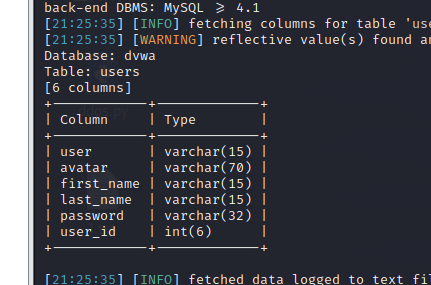 back-end DBMS: MySQL ≥ 4.1
[21:25:35] [INFO] fetching columns for table 'use
[21:25:35] [WARNING] reflective value(s) found an
Database: dvwa
Table: users
[6 columns]
+------------+-------------+
| Column | Type |
+------------+-------------+
| user | varchar(15) |
| avatar | varchar(70) |
| first_name | varchar(15) |
| last_name | varchar(15) |
| password | varchar(32) |
| user_id | int(6) |
+------------+-------------+
[21:25:35] [INFO] fetched data logged to text fil